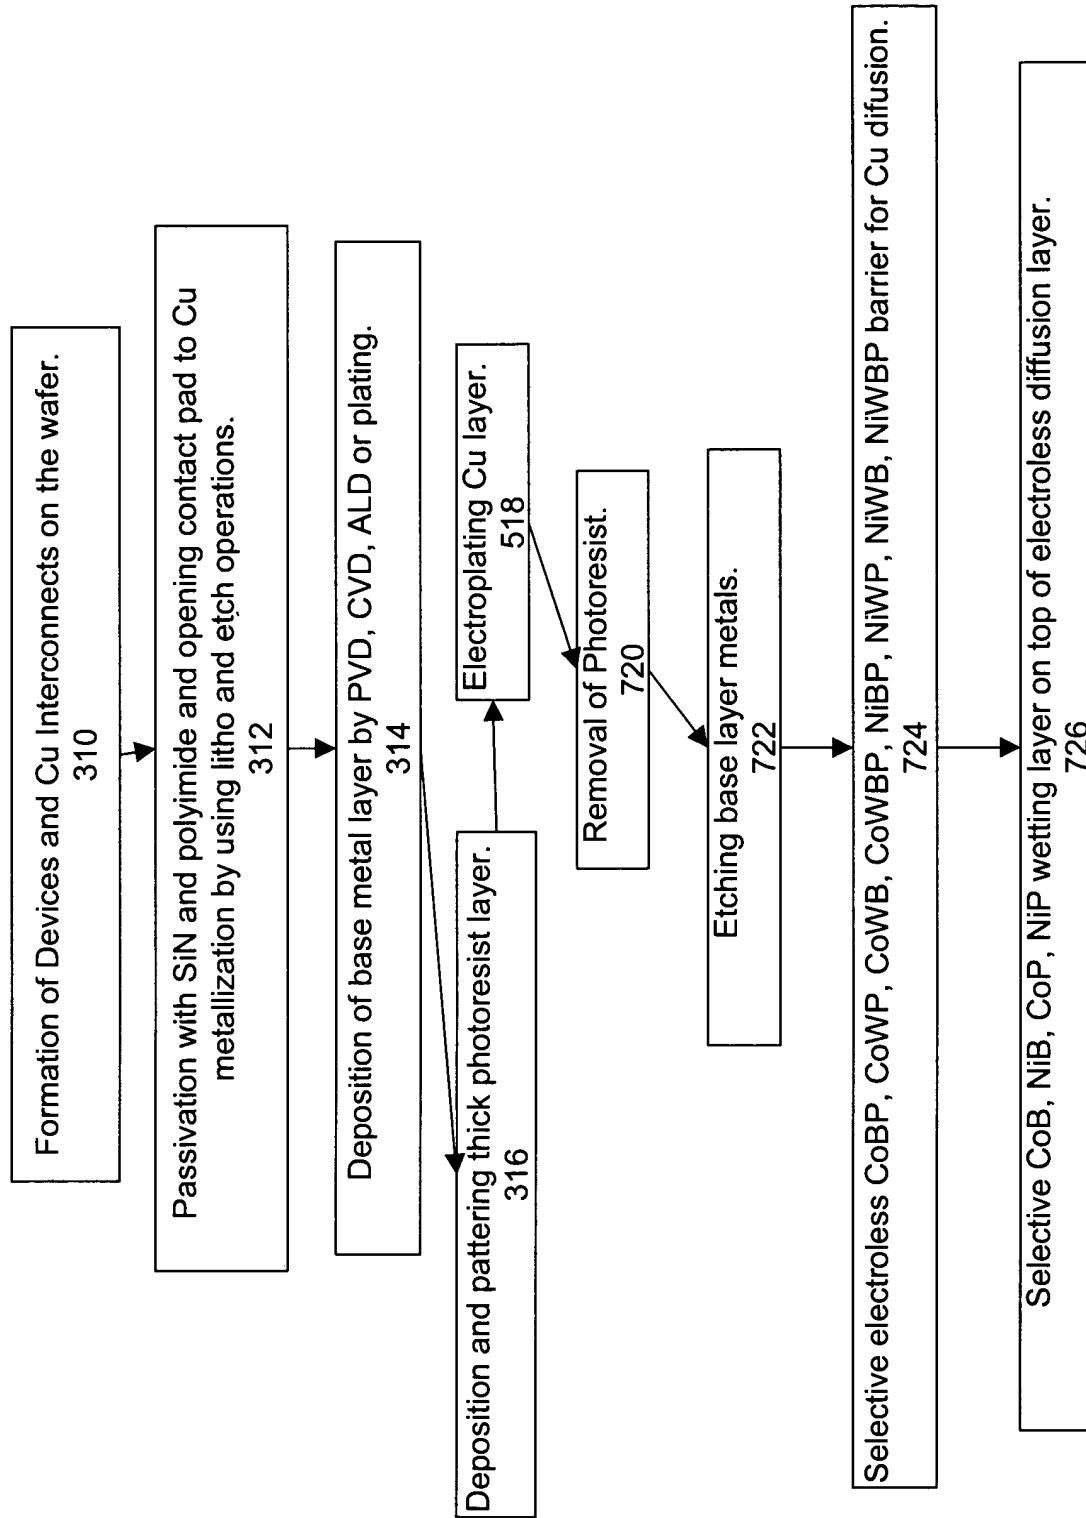 Formation of Devices and Cu Interconnects on the wafer.
310
Passivation with SiN and polyimide and opening contact pad to Cu
metallization by using litho and etch operations.
312
Deposition of base metal layer by PVD, CVD, ALD or plating.
314
Deposition and pattering thick photoresist layer.
316
Electroplating Cu layer.
518
Removal of Photoresist.
720
Etching base layer metals.
722
Selective electroless CoBP, CoWP, CoWB, CoWBP, NiBP, NiWP, NiWB, NiWBP barrier for Cu difusion.
724
Selective CoB, NiB, CoP, NiP wetting layer on top of electroless diffusion layer.
726